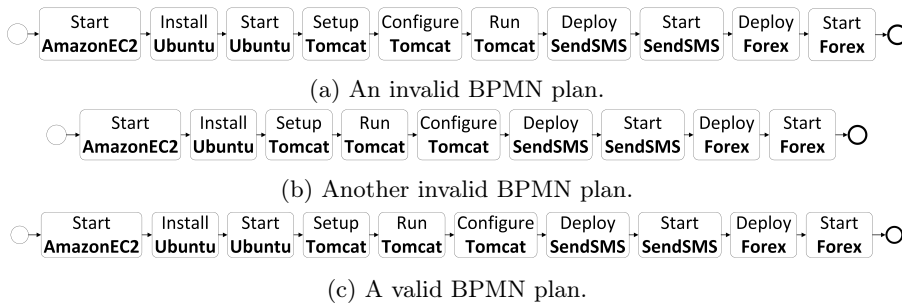 Start Install Start Setup Configure Run Deploy Start Deploy Start
AmazonEC2 Ubuntu Ubuntu Tomcat Tomcat Tomcat SendSMS SendSMS Forex Forex
(a) An invalid BPMN plan.
Start Install Setup Run Configure Deploy Start Deploy Start
AmazonEC2 Ubuntu Tomcat Tomcat Tomcat SendSMS SendSMS Forex Forex
(b) Another invalid BPMN plan.
Start Install Start Setup Run Configure Deploy Start Deploy Start
AmazonEC2 Ubuntu Ubuntu Tomcat Tomcat Tomcat SendSMS SendSMS Forex Forex
(c) A valid BPMN plan.